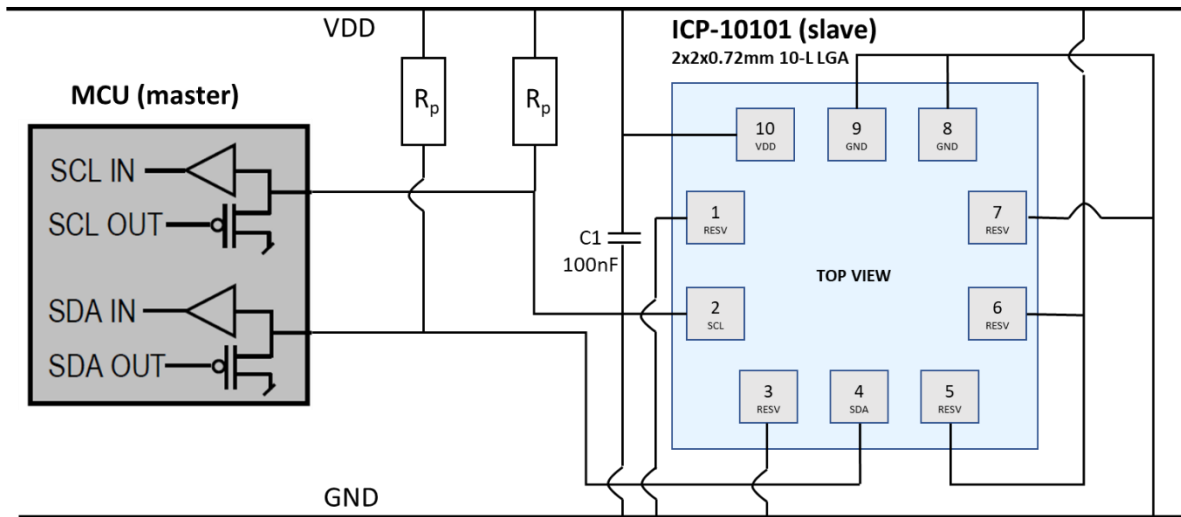 VDD
ICP-10101 (slave)
2x2x0.72mm 10-L LGA
MCU (master)
Rp
Rp
SCL IN
SCL OUT
SDA IN
SDA OUT
C1
100nF
10
VDD
9
GND
8
GND
1
RESV
7
RESV
TOP VIEW
2
SCL
6
RESV
3
RESV
4
SDA
5
RESV
GND